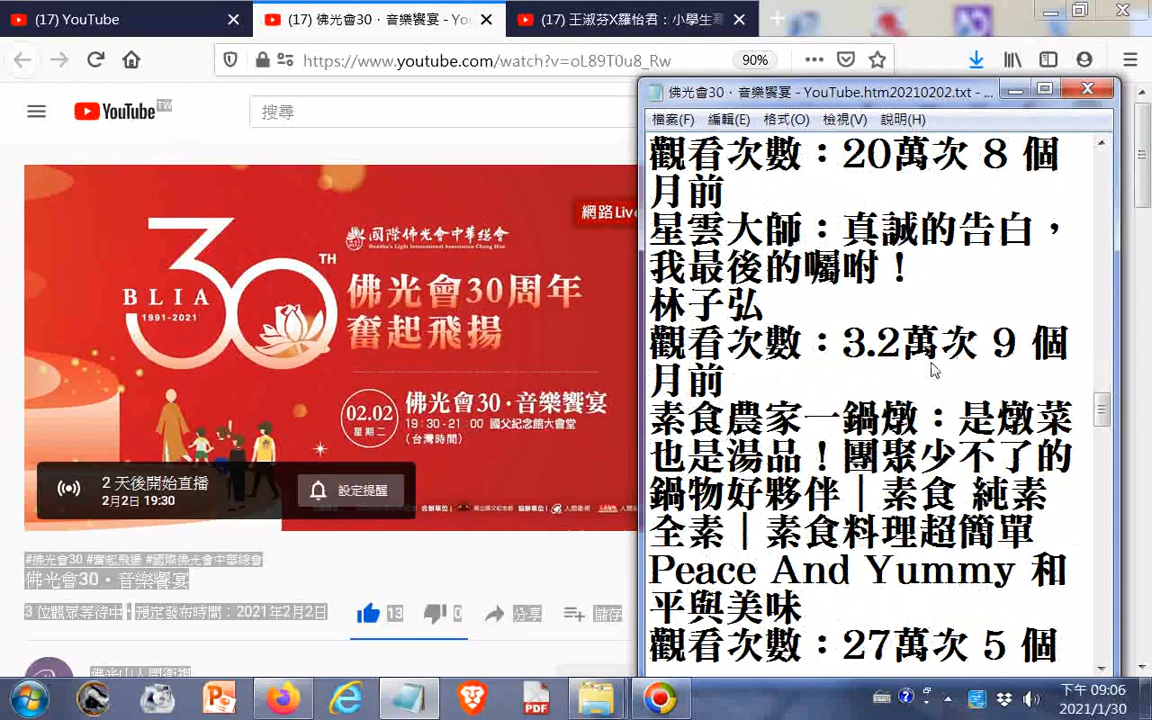 (17) YouTube
(17) 佛光會30．音樂饗宴 - You
(17) 王淑芬X羅怡君：小學生寒
https://www.youtube.com/watch?v=oL89T0u8_Rw
90%
YouTube TW
搜尋
佛光會30．音樂饗宴 - YouTube.htm20210202.txt - ...
檔案(F) 編輯(E) 格式(O) 檢視(V) 說明(H)
觀看次數：20萬次 8 個
月前
星雲大師：真誠的告白，
我最後的囑咐！
林子弘
觀看次數：3.2萬次 9 個
月前
素食農家一鍋燉：是燉菜
也是湯品！團聚少不了的
鍋物好夥伴｜素食 純素
全素｜素食料理超簡單
Peace And Yummy 和
平與美味
觀看次數：27萬次 5 個
網路Live
30TH
BLIA
1991-2021
國際佛光會中華總會
Buddha's Light International Association Chung Hua
佛光會30周年
奮起飛揚
02.02
星期二
佛光會30·音樂饗宴
19:30-21:00 國父紀念館大會堂
(台灣時間)
2 天後開始直播
2月2日 19:30
設定提醒
#佛光會30 #奮起飛揚 #國際佛光會中華總會
佛光會30．音樂饗宴
3 位觀眾等待中 • 預定發布時間：2021年2月2日
13
0
分享
儲存
佛光山人間衛視
PDF
下午 09:06
2021/1/30